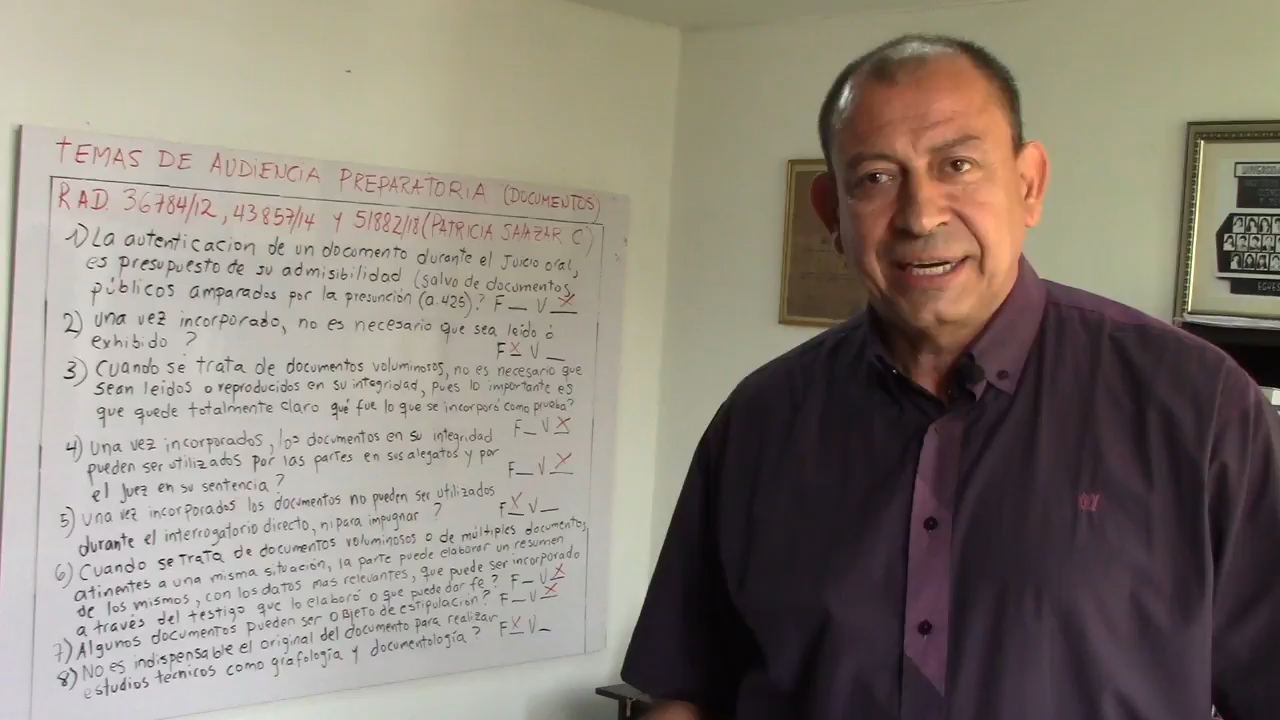 TEMAS DE AUDIENCIA PREPARATORIA (DOCUMENTOS)
RAD. 36784/12, 43857/14 Y 51882/18 (PATRICIA SALAZAR C)
1) La autenticacion de un documento durante el juicio oral,
es presupuesto de su admisibilidad (salvo de documentos
públicos amparados por la presunción (a.425)? F__ V X
2) Una vez incorporado, no es necesario que sea leído ó
exhibido? F X V __
3) Cuando se trata de documentos voluminosos, no es necesario que
sean leidos o reproducidos en su integridad, pues lo importante es
que quede totalmente claro qué fue lo que se incorporó como prueba?
F__ V X
4) Una vez incorporados, los documentos en su integridad
pueden ser utilizados por las partes en sus alegatos y por
el juez en su sentencia? F__ V X
5) Una vez incorporados los documentos no pueden ser utilizados
durante el interrogatorio directo, ni para impugnar? F X V __
6) Cuando se trata de documentos voluminosos o de múltiples documentos,
atinentes a una misma situación, la parte puede elaborar un resumen
de los mismos, con los datos mas relevantes, que puede ser incorporado
a través del testigo que lo elaboró o que puede dar fe? F__ V X
7) Algunos documentos pueden ser objeto de estipulación? F__ V X
8) No es indispensable el original del documento para realizar
estudios técnicos como grafología y documentología? F X V __